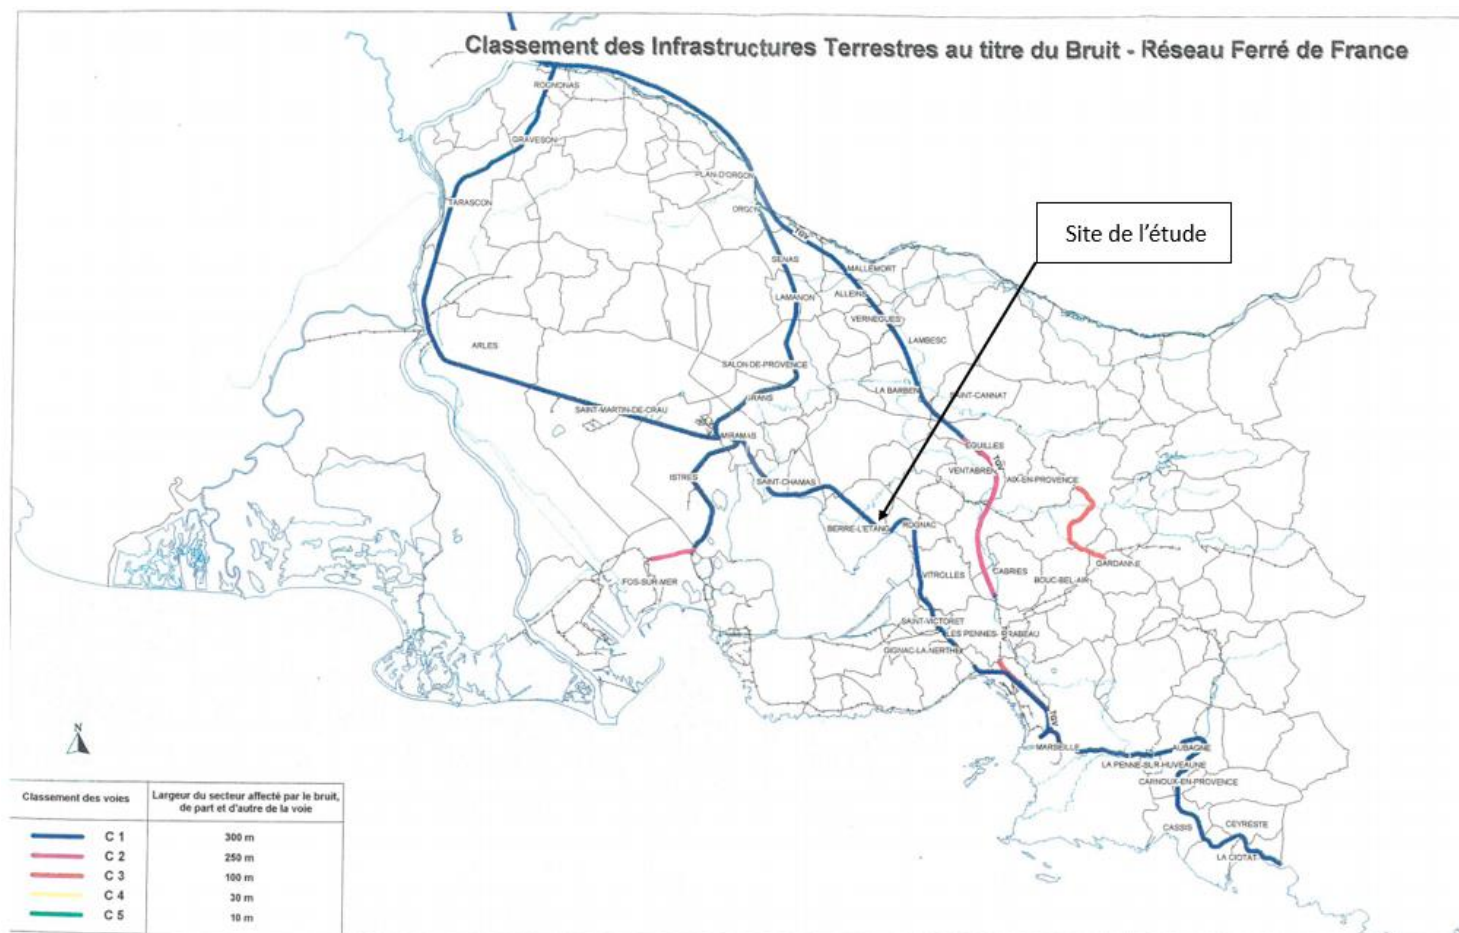 Classement des Infrastructures Terrestres au titre du Bruit - Réseau Ferré de France
ROGNONAS
GRAVESON
TARASCON
PLAN-D'ORGON
ORGON
TGV
Site de l'étude
SENAS
MALLEMORT
LAMANON
ALLEINS
VERNEGUES
LAMBESC
ARLES
SALON-DE-PROVENCE
LA BARBEN
SAINT-CANNAT
GRANS
SAINT-MARTIN-DE-CRAU
MIRAMAS
EGUILLES
TGV
VENTABREN
AIX-EN-PROVENCE
ISTRES
SAINT-CHAMAS
BERRE-L'ETANG
ROGNAC
GARDANNE
VITROLLES
CABRIES
BOUC-BEL-AIR
FOS-SUR-MER
SAINT-VICTORET
LES PENNES-MIRABEAU
TGV
GIGNAC-LA-NERTHE
TGV
MARSEILLE
AUBAGNE
LA PENNE-SUR-HUVEAUNE
CARNOUX-EN-PROVENCE
CASSIS
CEYRESTE
LA CIOTAT
N
Classement des voies
Largeur du secteur affecté par le bruit,
de part et d'autre de la voie
C 1 300 m
C 2 250 m
C 3 100 m
C 4 30 m
C 5 10 m